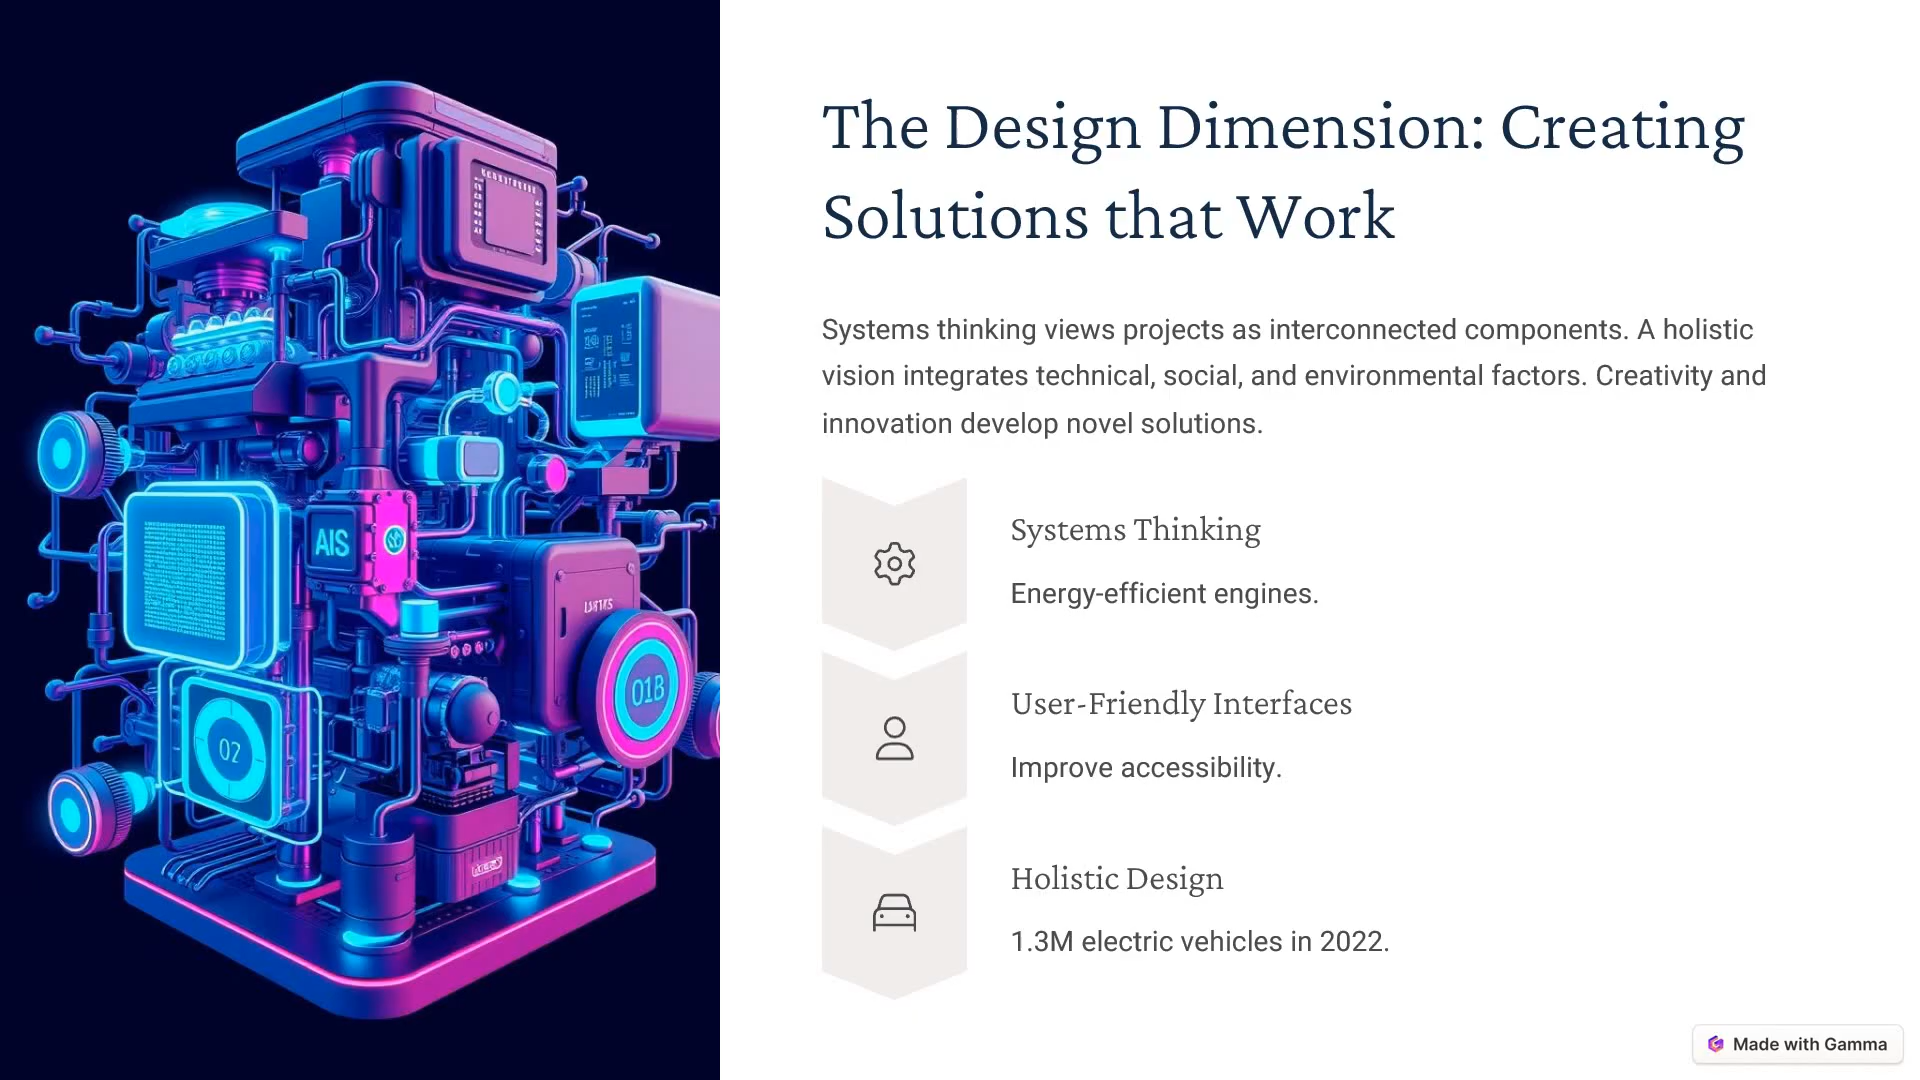 The Design Dimension: Creating
Solutions that Work
Systems thinking views projects as interconnected components. A holistic
vision integrates technical, social, and environmental factors. Creativity and
innovation develop novel solutions.
Systems Thinking
Energy-efficient engines.
User-Friendly Interfaces
Improve accessibility.
Holistic Design
1.3M electric vehicles in 2022.
AIS
01B
02
Made with Gamma